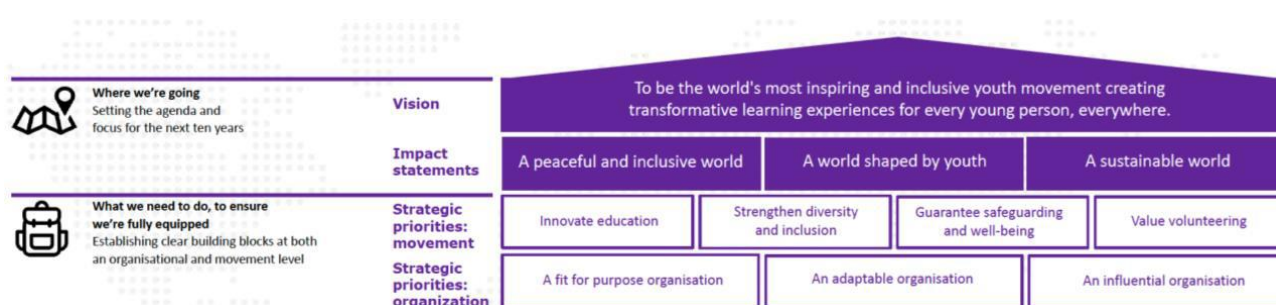 Where we're going
Setting the agenda and
focus for the next ten years
Vision
To be the world's most inspiring and inclusive youth movement creating
transformative learning experiences for every young person, everywhere.
Impact
statements
A peaceful and inclusive world
A world shaped by youth
A sustainable world
What we need to do, to ensure
we're fully equipped
Establishing clear building blocks at both
an organisational and movement level
Strategic
priorities:
movement
Innovate education
Strengthen diversity
and inclusion
Guarantee safeguarding
and well-being
Value volunteering
Strategic
priorities:
organization
A fit for purpose organisation
An adaptable organisation
An influential organisation